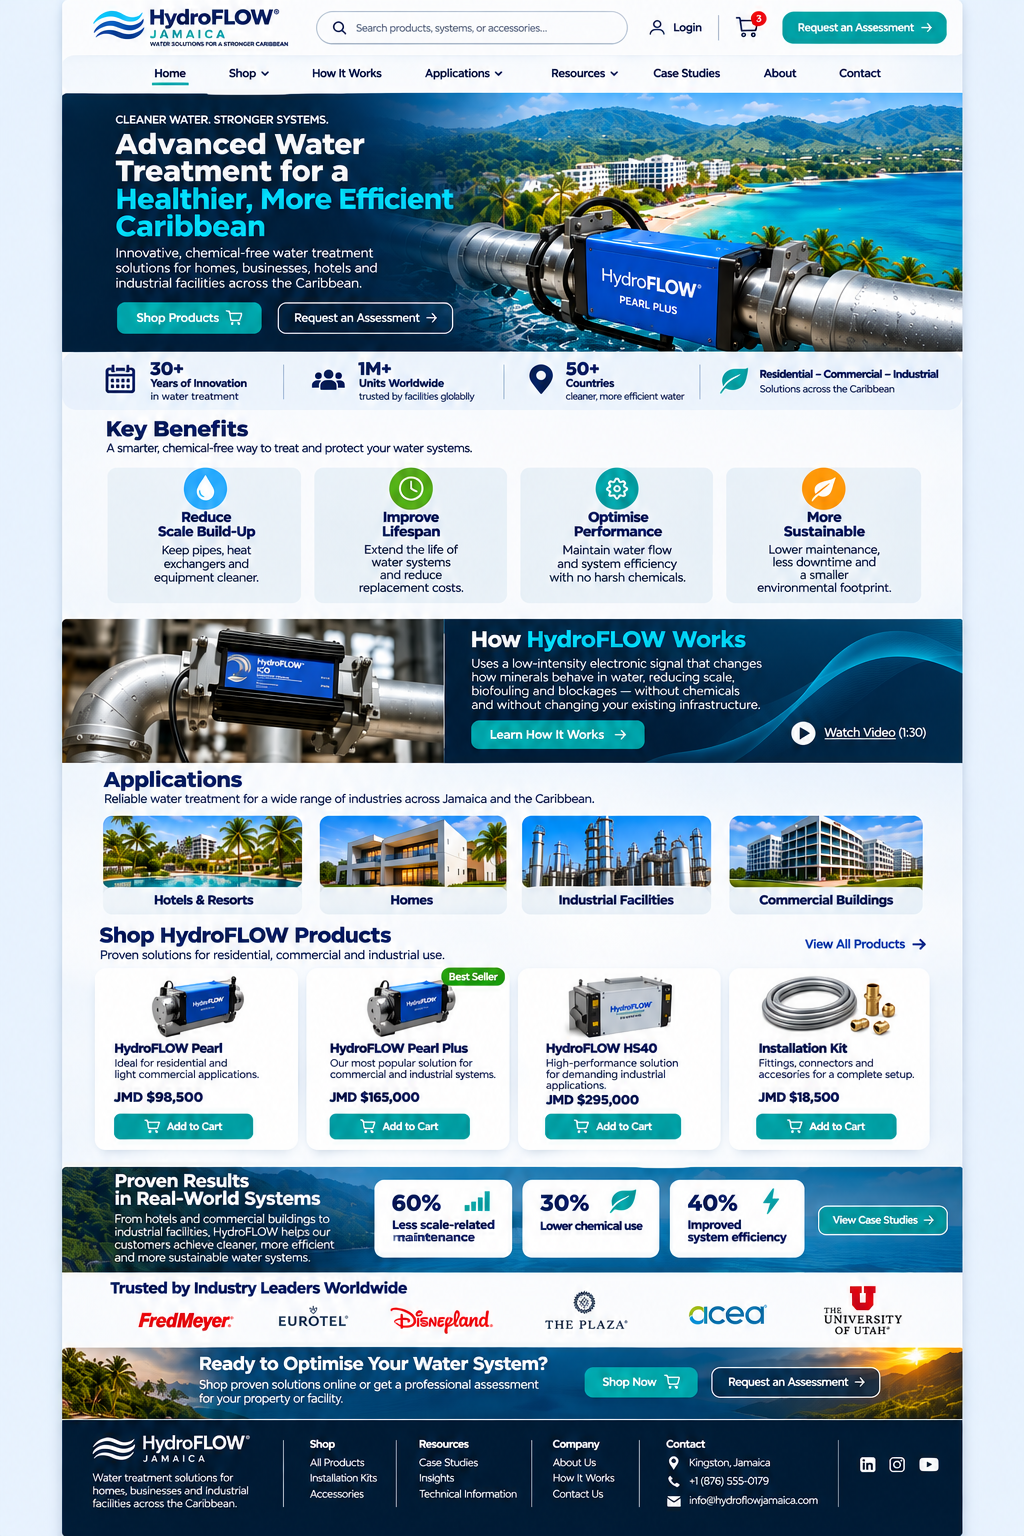 HydroFLOW®
JAMAICA
WATER SOLUTIONS FOR A STRONGER CARIBBEAN
Search products, systems, or accessories...
Login
3
Request an Assessment →
Home
Shop
How It Works
Applications
Resources
Case Studies
About
Contact
CLEANER WATER. STRONGER SYSTEMS.
Advanced Water
Treatment for a
Healthier, More Efficient
Caribbean
Innovative, chemical-free water treatment
solutions for homes, businesses, hotels and
industrial facilities across the Caribbean.
Shop Products
Request an Assessment →
HydroFLOW®
PEARL PLUS
30+
Years of Innovation
in water treatment
1M+
Units Worldwide
trusted by facilities glolablly
50+
Countries
cleaner, more efficient water
Residential – Commercial – Industrial
Solutions across the Caribbean
Key Benefits
A smarter, chemical-free way to treat and protect your water systems.
Reduce
Scale Build-Up
Keep pipes, heat
exchangers and
equipment cleaner.
Improve
Lifespan
Extend the life of
water systems
and reduce
replacement costs.
Optimise
Performance
Maintain water flow
and system efficiency
with no harsh chemicals.
More
Sustainable
Lower maintenance,
less downtime and
a smaller
environmental footprint.
HydroFLOW
How HydroFLOW Works
Uses a low-intensity electronic signal that changes
how minerals behave in water, reducing scale,
biofouling and blockages — without chemicals
and without changing your existing infrastructure.
Learn How It Works →
Watch Video (1:30)
Applications
Reliable water treatment for a wide range of industries across Jamaica and the Caribbean.
Hotels & Resorts
Homes
Industrial Facilities
Commercial Buildings
Shop HydroFLOW Products
Proven solutions for residential, commercial and industrial use.
View All Products →
HydroFLOW
HydroFLOW Pearl
Ideal for residential and
light commercial applications.
JMD $98,500
Add to Cart
Best Seller
HydroFLOW
HydroFLOW Pearl Plus
Our most popular solution for
commercial and industrial systems.
JMD $165,000
Add to Cart
HydroFLOW
HydroFLOW HS40
High-performance solution
for demanding industrial
applications.
JMD $295,000
Add to Cart
Installation Kit
Fittings, connectors and
accesories for a complete setup.
JMD $18,500
Add to Cart
Proven Results
in Real-World Systems
From hotels and commercial buildings to
industrial facilities, HydroFLOW helps our
customers achieve cleaner, more efficient
and more sustainable water systems.
60%
Less scale-related
maintenance
30%
Lower chemical use
40%
Improved
system efficiency
View Case Studies →
Trusted by Industry Leaders Worldwide
FredMeyer®
EUROTEL®
Disneyland®
THE PLAZA®
acea®
U
THE
UNIVERSITY
OF UTAH®
Ready to Optimise Your Water System?
Shop proven solutions online or get a professional assessment
for your property or facility.
Shop Now
Request an Assessment →
HydroFLOW®
JAMAICA
Water treatment solutions for
homes, businesses and industrial
facilities across the Caribbean.
Shop
All Products
Installation Kits
Accessories
Resources
Case Studies
Insights
Technical Information
Company
About Us
How It Works
Contact Us
Contact
Kingston, Jamaica
+1 (876) 555-0179
info@hydroflowjamaica.com